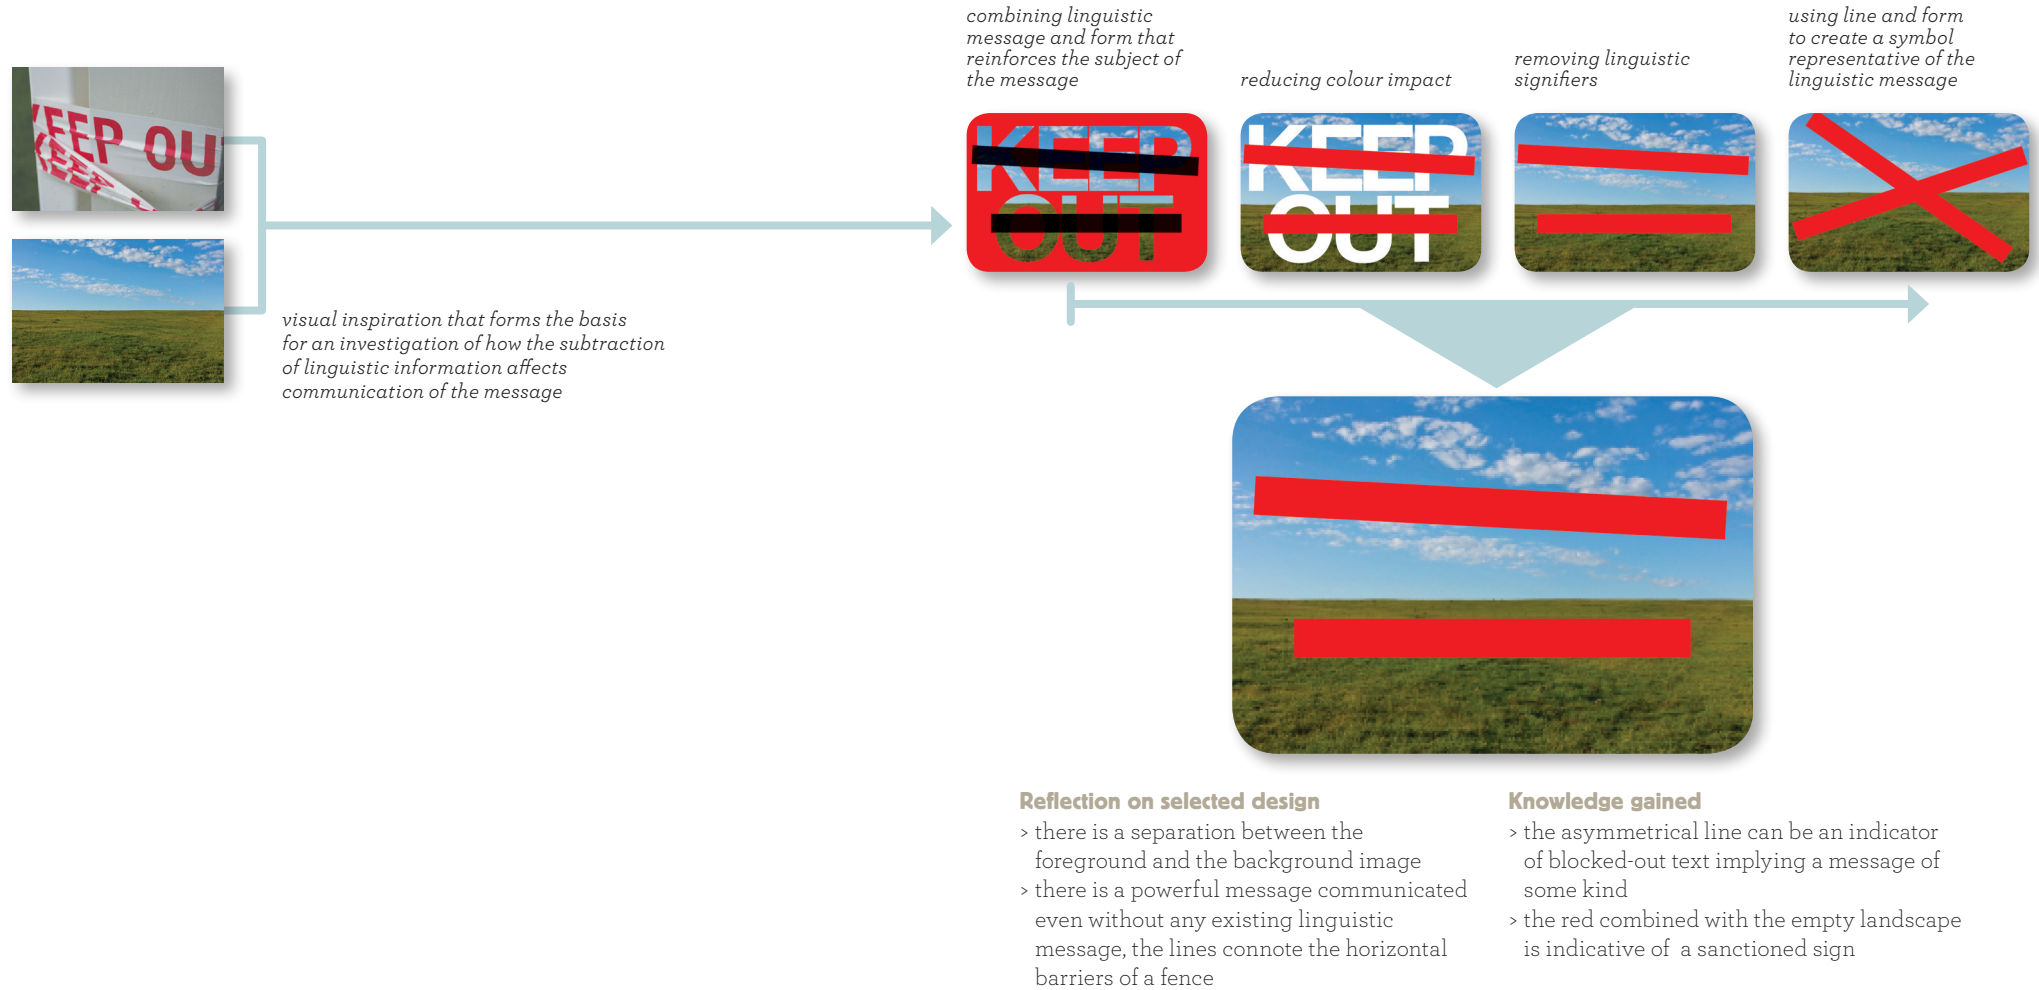 combining linguistic
message and form that
reinforces the subject of
the message
reducing colour impact
removing linguistic
signifiers
using line and form
to create a symbol
representative of the
linguistic message
KEEP OU
KEEP
KEEP
OUT
KEEP
OUT
visual inspiration that forms the basis
for an investigation of how the subtraction
of linguistic information affects
communication of the message
Reflection on selected design
> there is a separation between the
foreground and the background image
> there is a powerful message communicated
even without any existing linguistic
message, the lines connote the horizontal
barriers of a fence
Knowledge gained
> the asymmetrical line can be an indicator
of blocked-out text implying a message of
some kind
> the red combined with the empty landscape
is indicative of a sanctioned sign